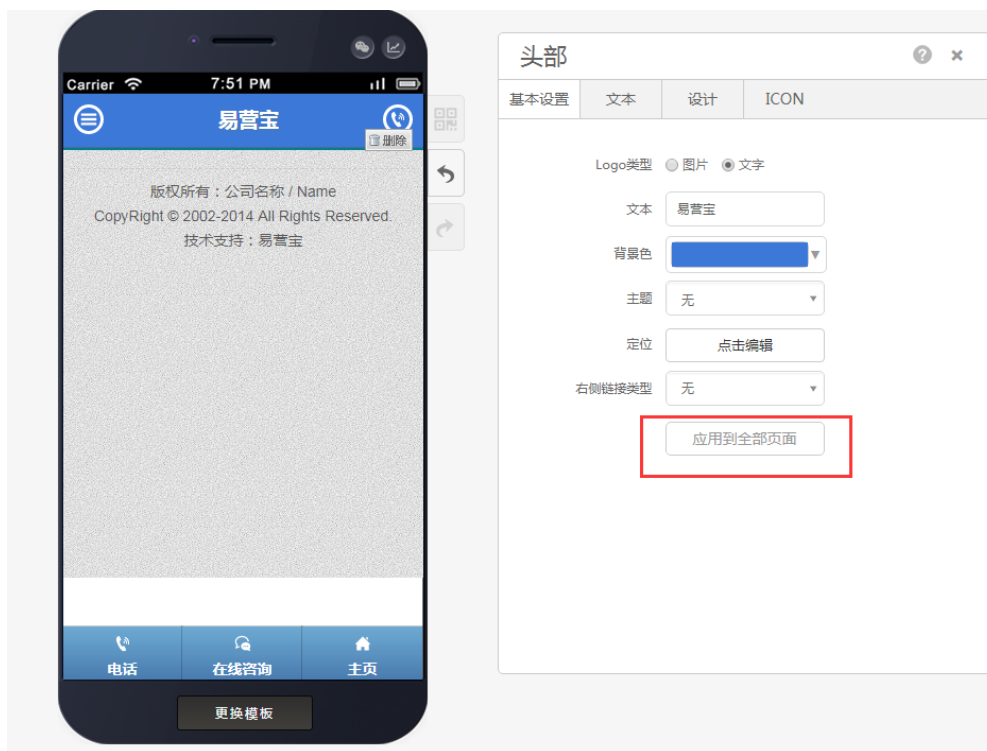 Carrier 7:51 PM
易营宝
删除
版权所有：公司名称 / Name
CopyRight © 2002-2014 All Rights Reserved.
技术支持：易营宝
电话 在线咨询 主页
更换模板
头部
基本设置 文本 设计 ICON
Logo类型 图片 文字
文本 易营宝
背景色
主题 无
定位 点击编辑
右侧链接类型 无
应用到全部页面